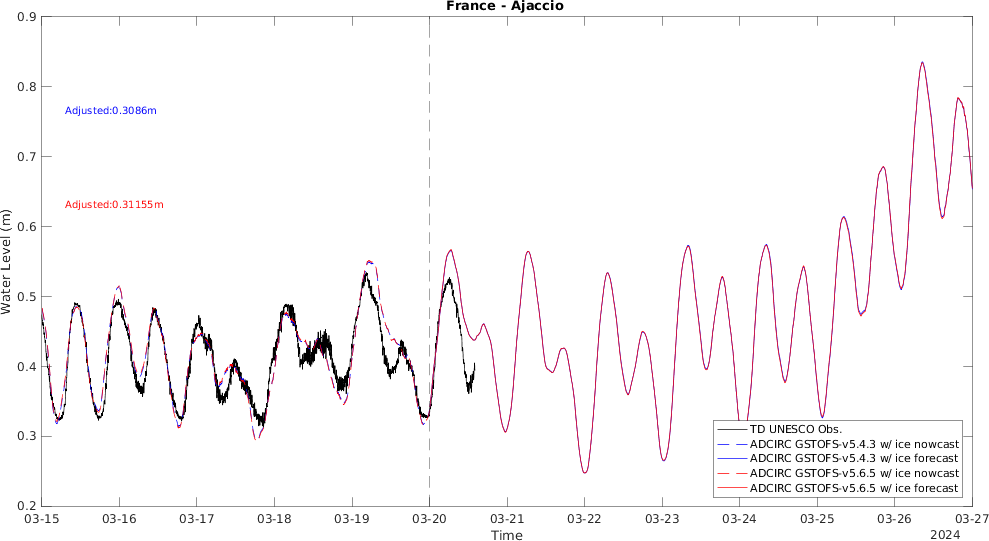 France - Ajaccio
0.9
0.8
0.7
0.6
0.5
0.4
0.3
0.2
Water Level (m)
Adjusted:0.3086m
Adjusted:0.31155m
TD UNESCO Obs.
ADCIRC GSTOFS-v5.4.3 w/ ice nowcast
ADCIRC GSTOFS-v5.4.3 w/ ice forecast
ADCIRC GSTOFS-v5.6.5 w/ ice nowcast
ADCIRC GSTOFS-v5.6.5 w/ ice forecast
03-15 03-16 03-17 03-18 03-19 03-20 03-21 03-22 03-23 03-24 03-25 03-26 03-27
Time
2024